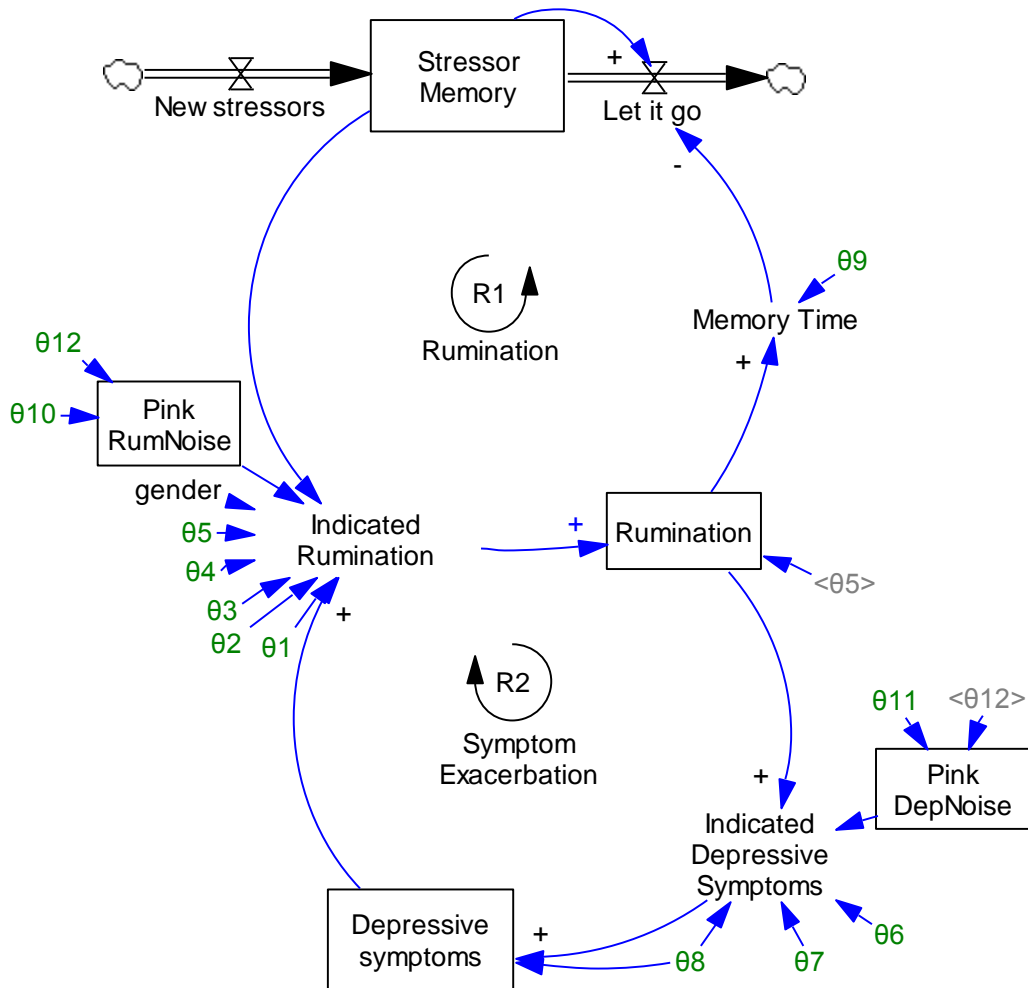 Stressor
Memory
+
New stressors
Let it go
-
θ9
R1
Memory Time
Rumination
+
θ12
θ10
Pink
RumNoise
gender
θ5
Indicated
Rumination
+
Rumination
θ4
<θ5>
θ3
θ2
θ1
+
R2
Symptom
Exacerbation
θ11
<θ12>
Pink
DepNoise
+
Indicated
Depressive
Symptoms
Depressive
symptoms
+
θ8
θ7
θ6